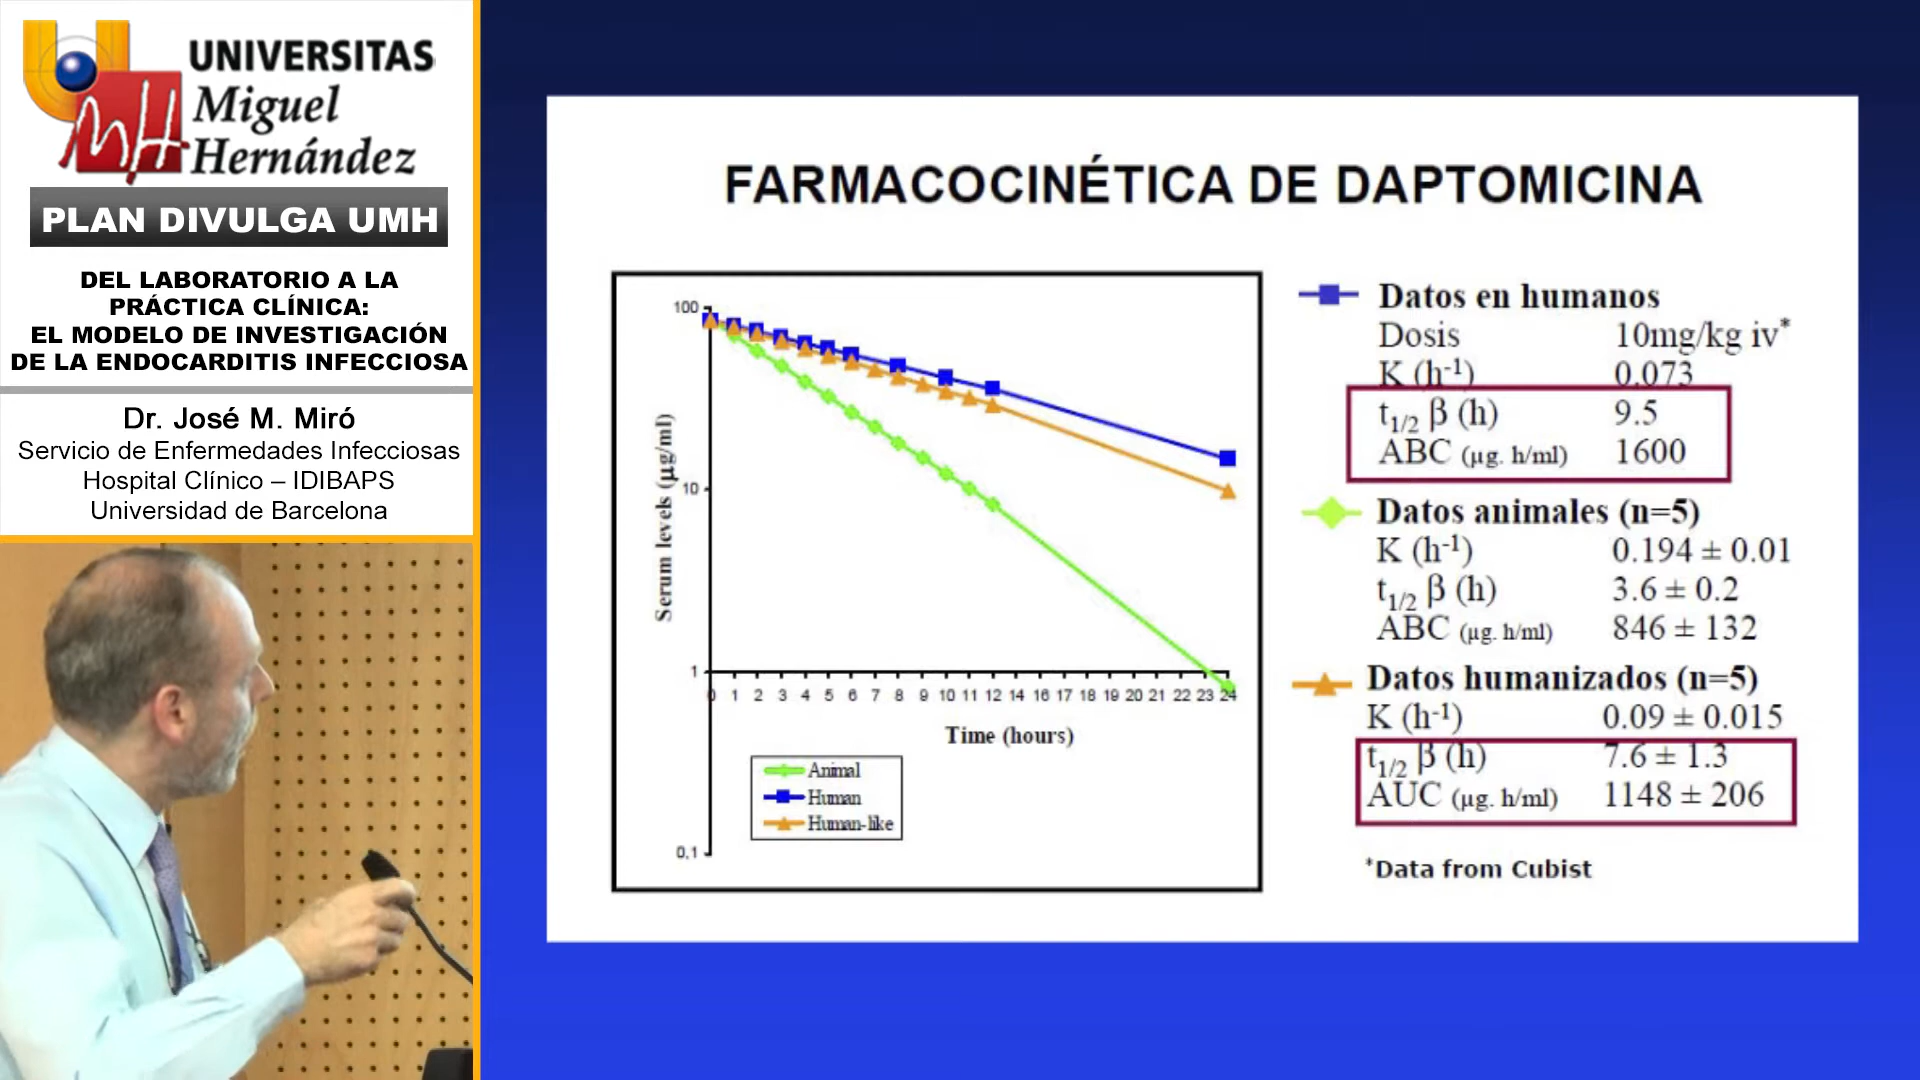 UNIVERSITAS
Miguel
Hernández
PLAN DIVULGA UMH
DEL LABORATORIO A LA
PRÁCTICA CLÍNICA:
EL MODELO DE INVESTIGACIÓN
DE LA ENDOCARDITIS INFECCIOSA
Dr. José M. Miró
Servicio de Enfermedades Infecciosas
Hospital Clínico – IDIBAPS
Universidad de Barcelona
FARMACOCINÉTICA DE DAPTOMICINA
Serum levels (µg/ml)
100
10
1
0,1
0 1 2 3 4 5 6 7 8 9 10 11 12 14 16 17 18 19 20 21 22 23 24
Time (hours)
Animal
Human
Human-like
Datos en humanos
Dosis 10mg/kg iv*
K (h-1) 0.073
t1/2 β (h) 9.5
ABC (µg. h/ml) 1600
Datos animales (n=5)
K (h-1) 0.194 ± 0.01
t1/2 β (h) 3.6 ± 0.2
ABC (µg. h/ml) 846 ± 132
Datos humanizados (n=5)
K (h-1) 0.09 ± 0.015
t1/2 β (h) 7.6 ± 1.3
AUC (µg. h/ml) 1148 ± 206
*Data from Cubist